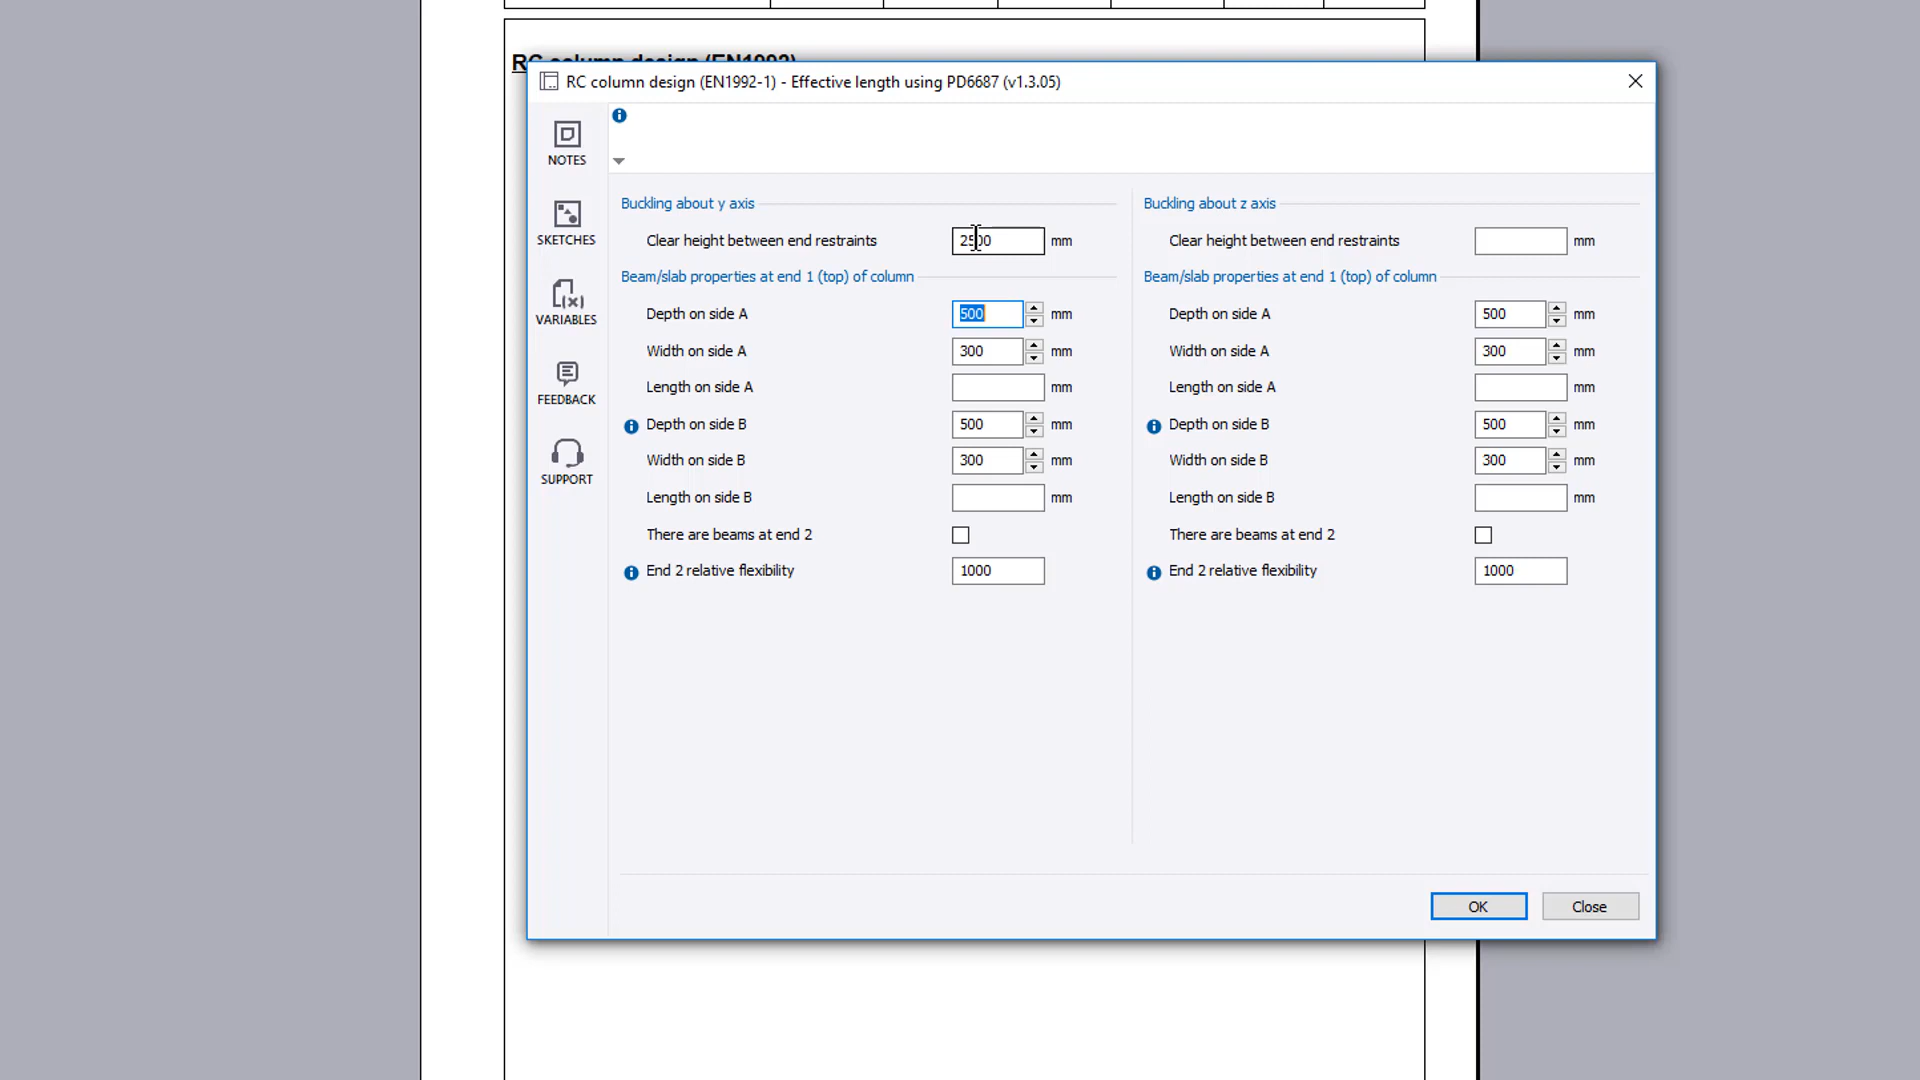 RC column design (EN1992)
RC column design (EN1992-1) - Effective length using PD6687 (v1.3.05)
NOTES
SKETCHES
VARIABLES
FEEDBACK
SUPPORT
Buckling about y axis
Clear height between end restraints 2500 mm
Beam/slab properties at end 1 (top) of column
Depth on side A 500 mm
Width on side A 300 mm
Length on side A mm
Depth on side B 500 mm
Width on side B 300 mm
Length on side B mm
There are beams at end 2
End 2 relative flexibility 1000
Buckling about z axis
Clear height between end restraints mm
Beam/slab properties at end 1 (top) of column
Depth on side A 500 mm
Width on side A 300 mm
Length on side A mm
Depth on side B 500 mm
Width on side B 300 mm
Length on side B mm
There are beams at end 2
End 2 relative flexibility 1000
OK Close